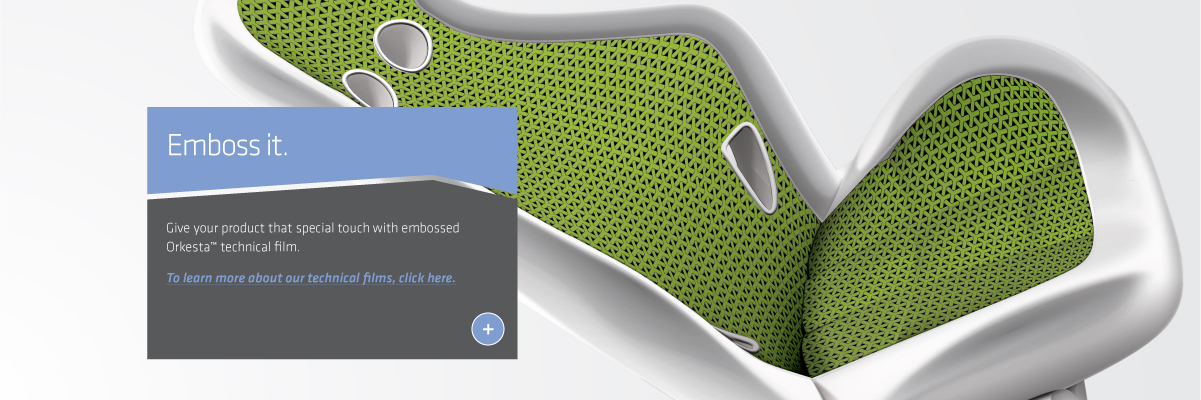 Emboss it.
Give your product that special touch with embossed
Orkesta™ technical film.
To learn more about our technical films, click here.
+